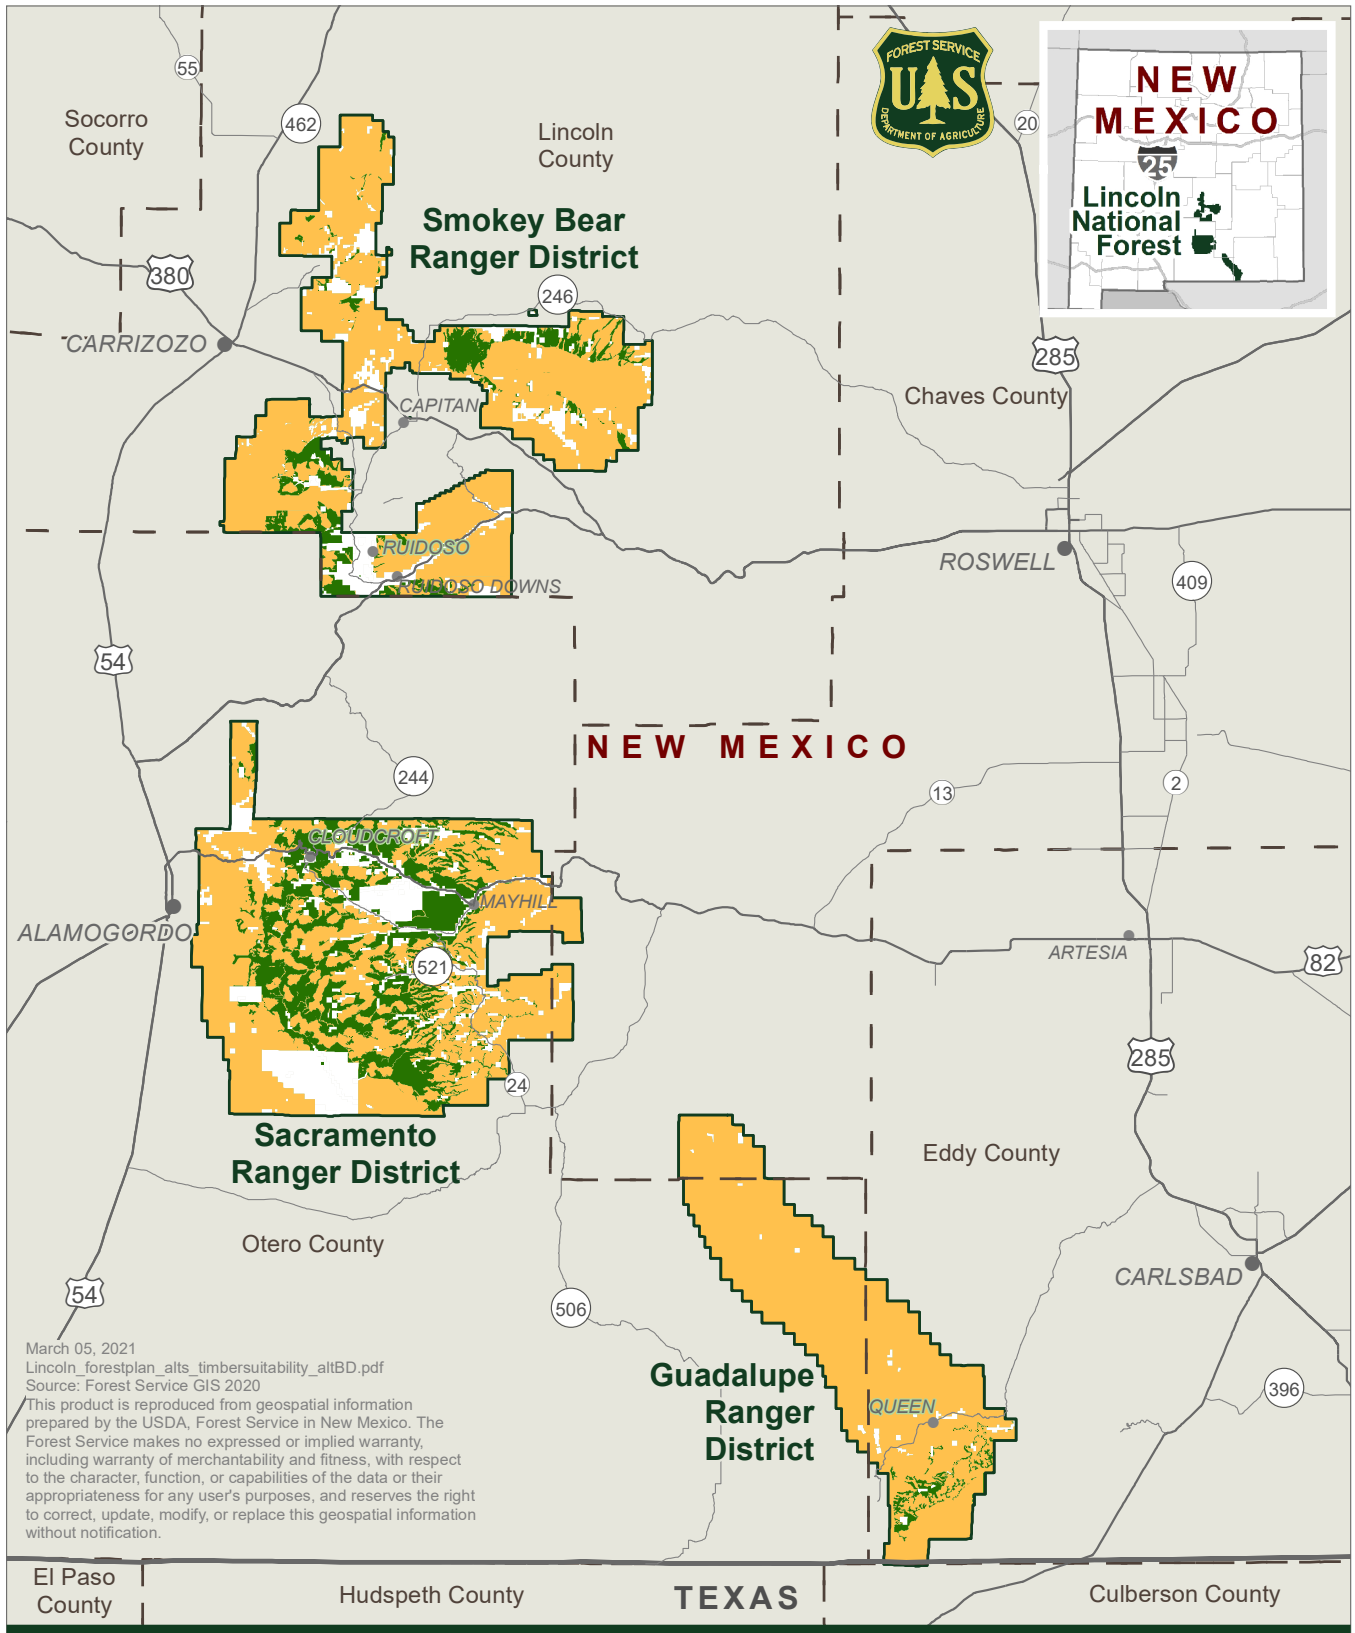 55
Socorro
County
462
Lincoln
County
FOREST SERVICE
U S
DEPARTMENT OF AGRICULTURE
20
NEW
MEXICO
25
Lincoln
National
Forest
Smokey Bear
Ranger District
380
246
CARRIZOZO
285
Chaves County
CAPITAN
RUIDOSO
RUIDOSO DOWNS
ROSWELL
409
54
NEW MEXICO
244
13
2
CLOUDCROFT
MAYHILL
ALAMOGORDO
521
ARTESIA
82
285
24
Sacramento
Ranger District
Eddy County
Otero County
CARLSBAD
54
506
March 05, 2021
Lincoln_forestplan_alts_timbersuitability_altBD.pdf
Source: Forest Service GIS 2020
This product is reproduced from geospatial information
prepared by the USDA, Forest Service in New Mexico. The
Forest Service makes no expressed or implied warranty,
including warranty of merchantability and fitness, with respect
to the character, function, or capabilities of the data or their
appropriateness for any user's purposes, and reserves the right
to correct, update, modify, or replace this geospatial information
without notification.
Guadalupe
Ranger
District
QUEEN
396
El Paso
County
Hudspeth County
TEXAS
Culberson County